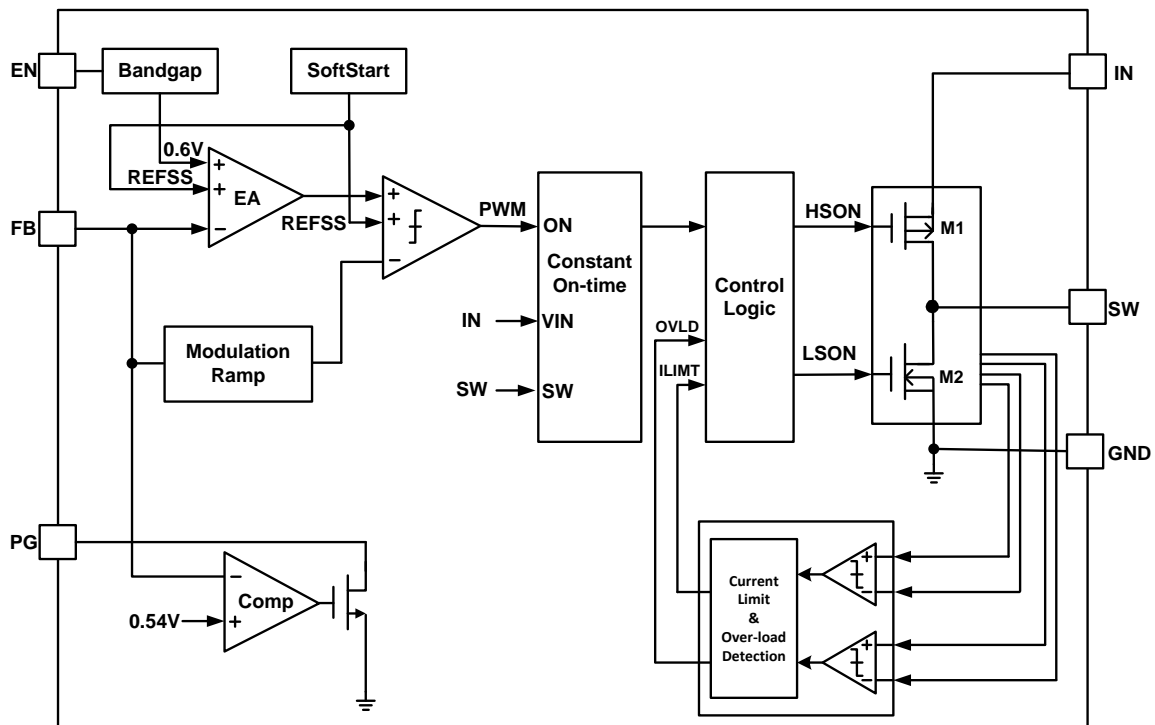 EN
Bandgap
SoftStart
IN
0.6V
+
REFSS
+
EA
−
FB
REFSS
+
+
−
PWM
ON
Constant
On-time
IN
VIN
SW
SW
Modulation
Ramp
Control
Logic
OVLD
ILIMT
HSON
LSON
M1
M2
SW
GND
PG
−
Comp
0.54V
+
Current
Limit
&
Over-load
Detection
+
−
+
−